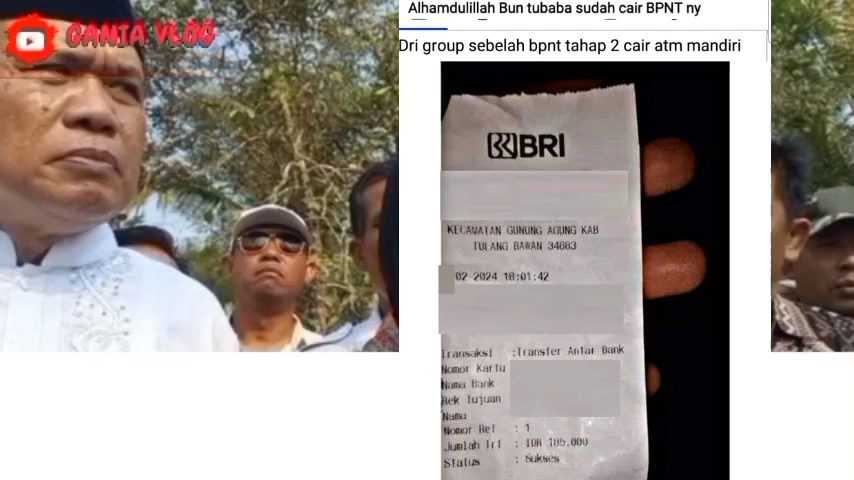 GANIA VLOG
Alhamdulillah Bun tubaba sudah cair BPNT ny
Dri group sebelah bpnt tahap 2 cair atm mandiri
BRI
KECAMATAN GUNUNG AGUNG KAB
TULANG BAWAN 34683
02-2024 18:01:42
Transaksi :Transfer Antar Bank
Nomor Kartu
Nama Bank
Rek Tujuan
Nama
Nomor Ref : 1
Jumlah Trf : IDR 185,000
Status : Sukses